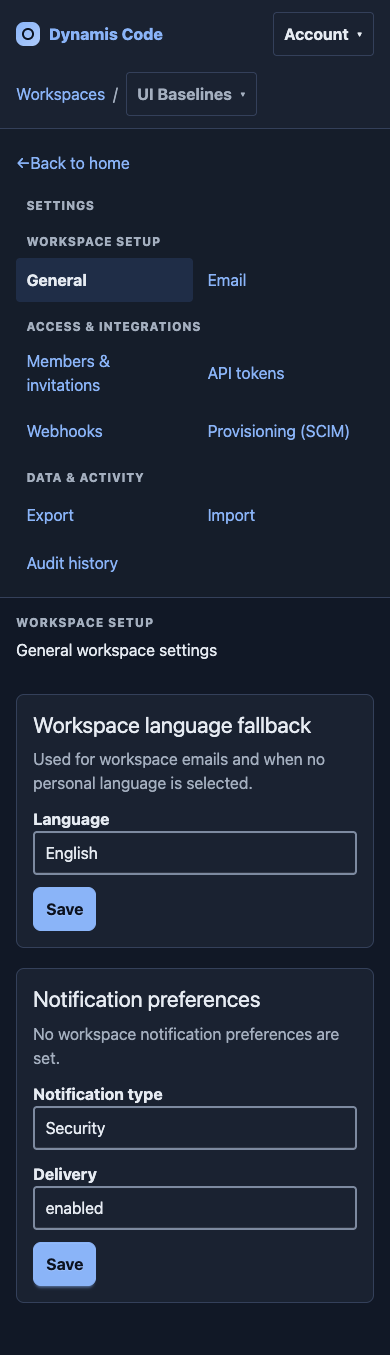 Dynamis Code
Account ▾
Workspaces / UI Baselines ▾
←Back to home
SETTINGS
WORKSPACE SETUP
General
Email
ACCESS & INTEGRATIONS
Members &
invitations
API tokens
Webhooks
Provisioning (SCIM)
DATA & ACTIVITY
Export
Import
Audit history
WORKSPACE SETUP
General workspace settings
Workspace language fallback
Used for workspace emails and when no
personal language is selected.
Language
English
Save
Notification preferences
No workspace notification preferences are
set.
Notification type
Security
Delivery
enabled
Save